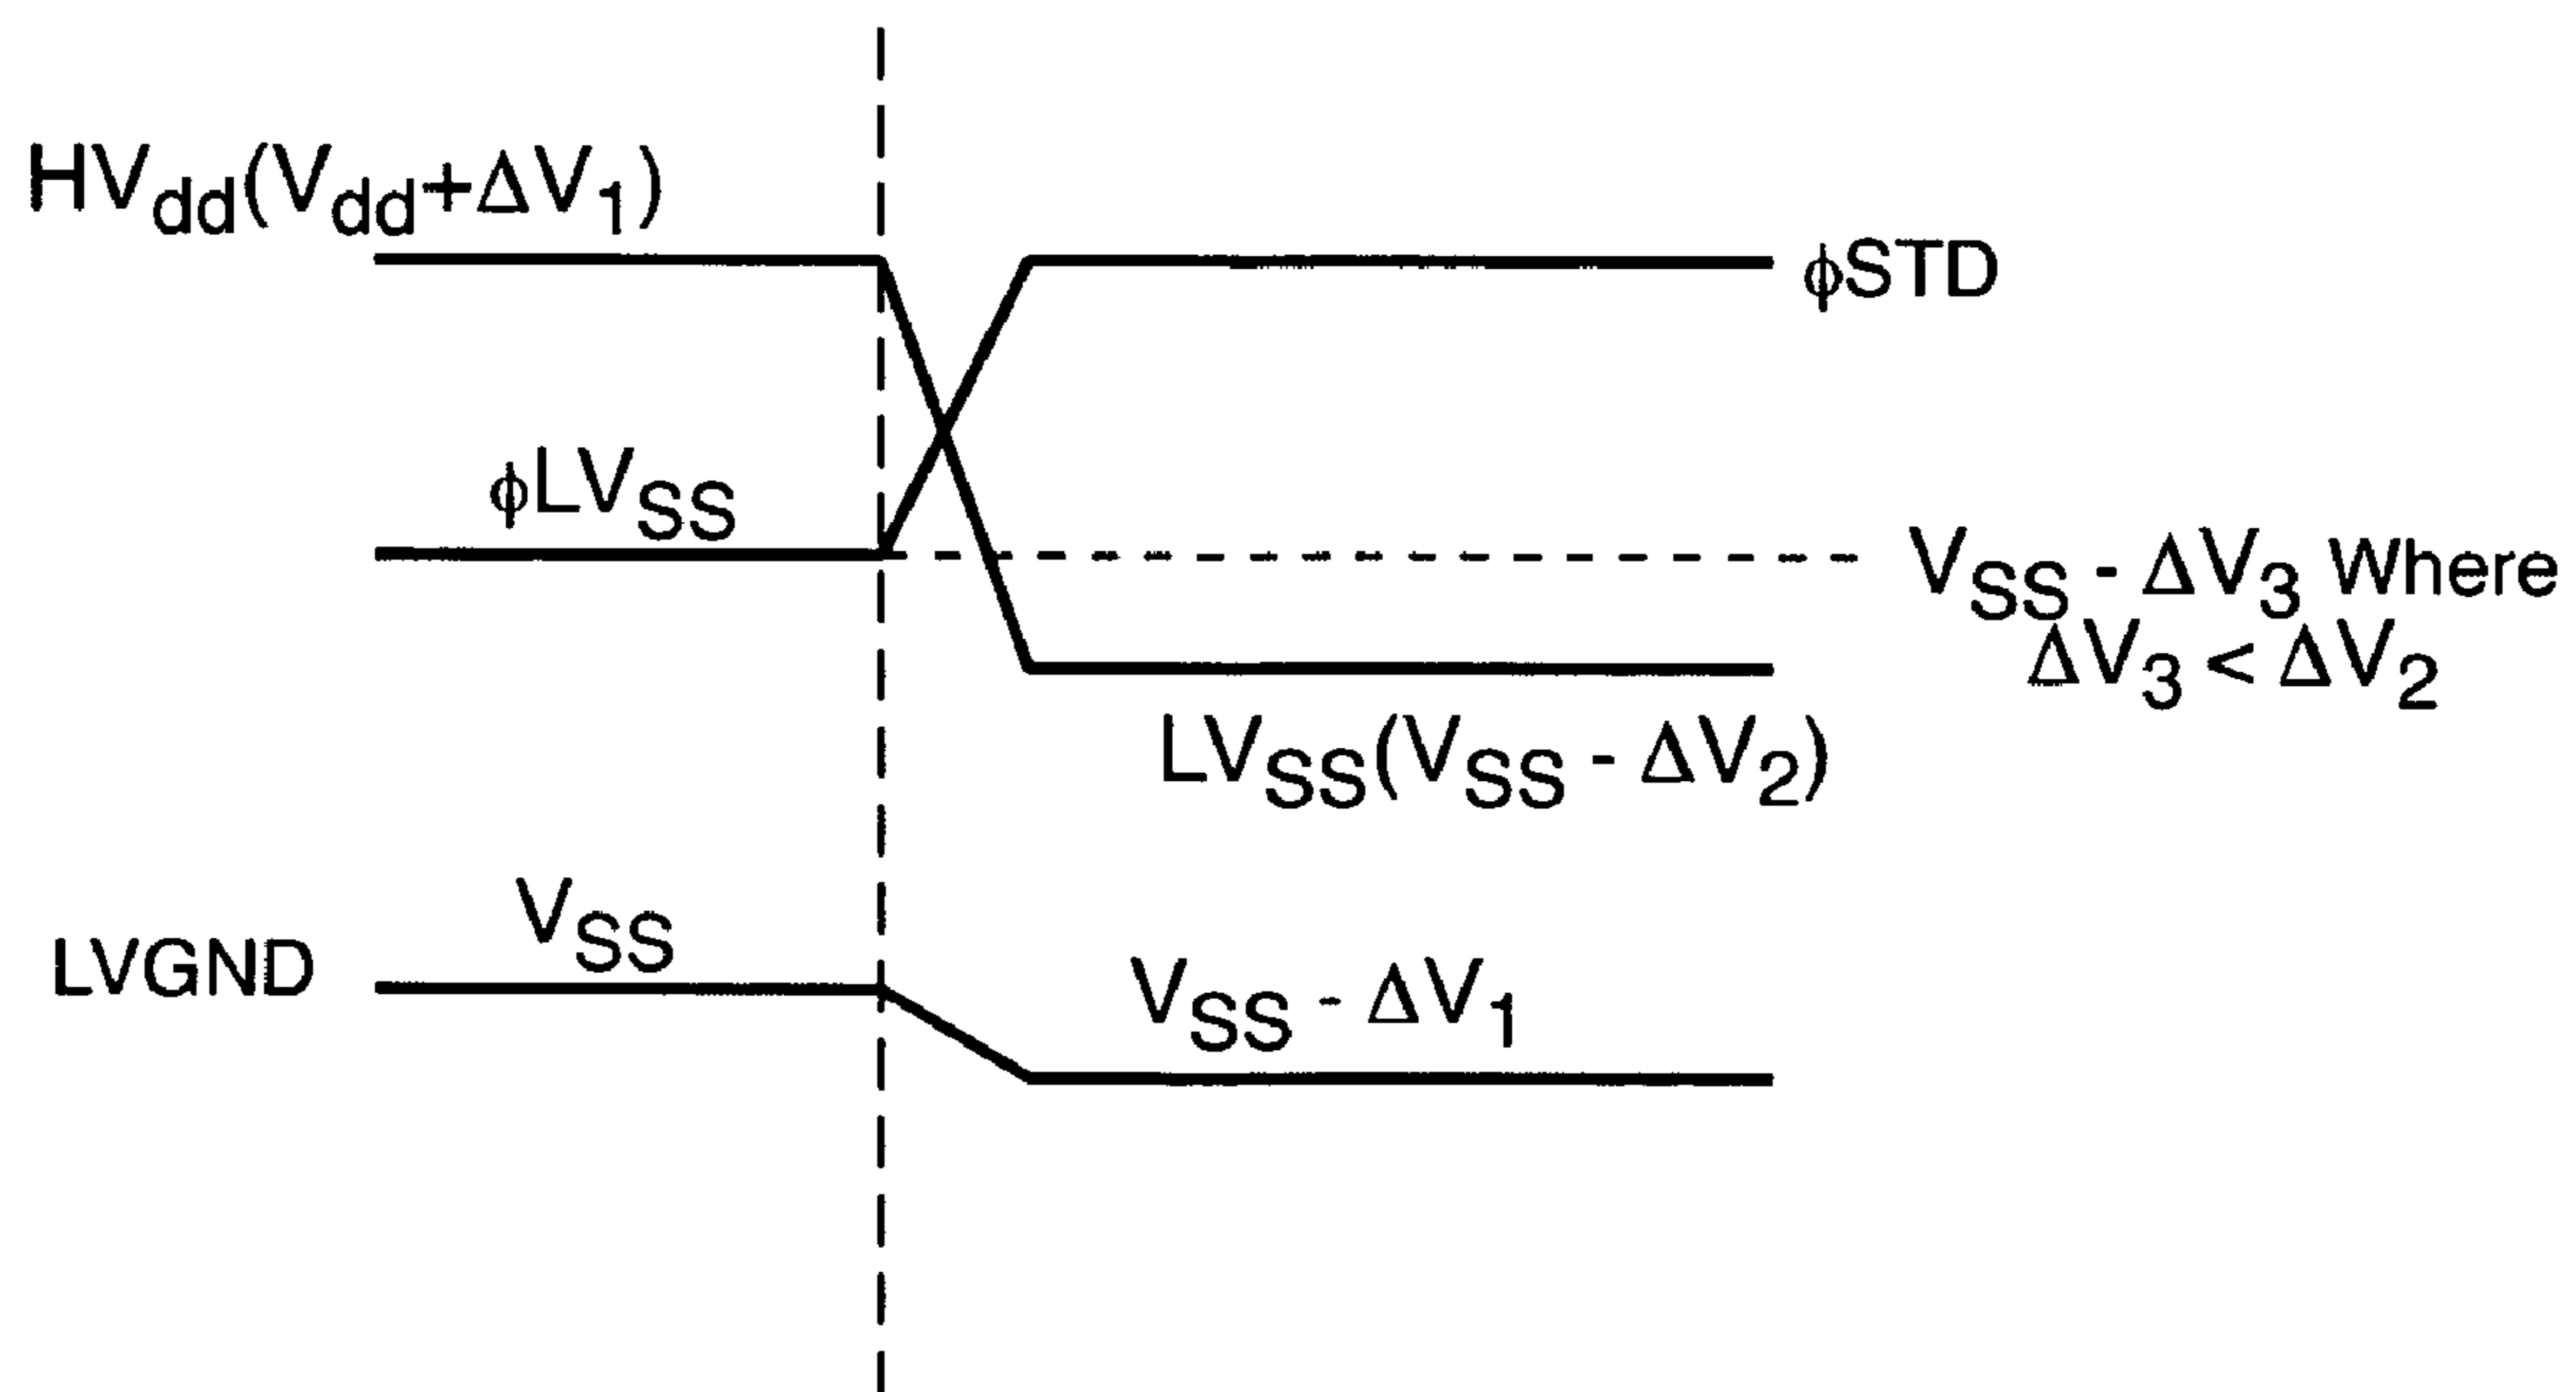 HVdd(Vdd+ΔV1)
ϕSTD
ϕLVSS
VSS - ΔV3 Where
ΔV3 < ΔV2
LVSS(VSS - ΔV2)
VSS
LVGND
VSS - ΔV1